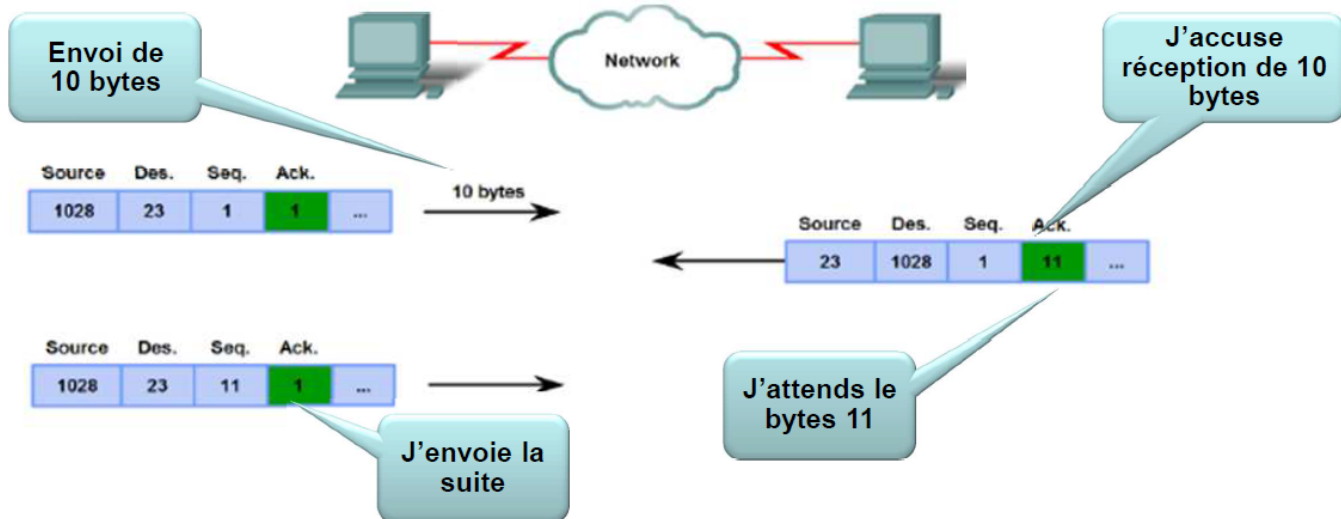 Envoi de
10 bytes
Network
J’accuse
réception de 10
bytes
Source Des. Seq. Ack.
1028 23 1 1 ...
10 bytes
Source Des. Seq. Ack.
23 1028 1 11 ...
Source Des. Seq. Ack.
1028 23 11 1 ...
J’attends le
bytes 11
J’envoie la
suite